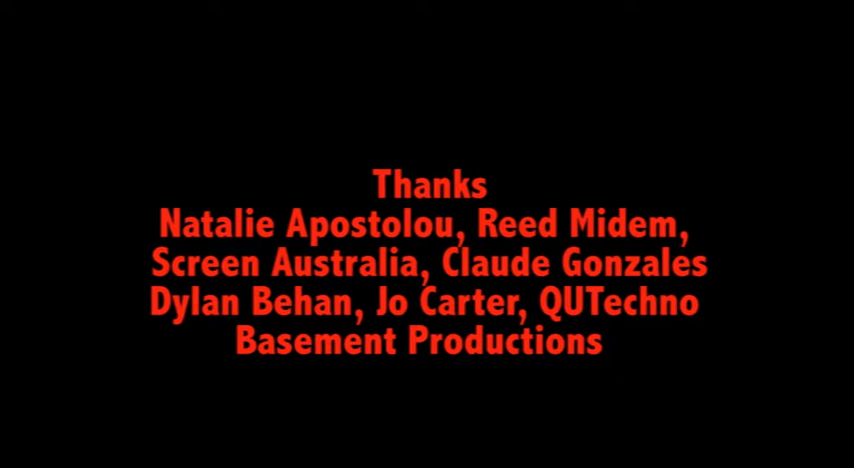 Thanks
Natalie Apostolou, Reed Midem,
Screen Australia, Claude Gonzales
Dylan Behan, Jo Carter, QUTechno
Basement Productions